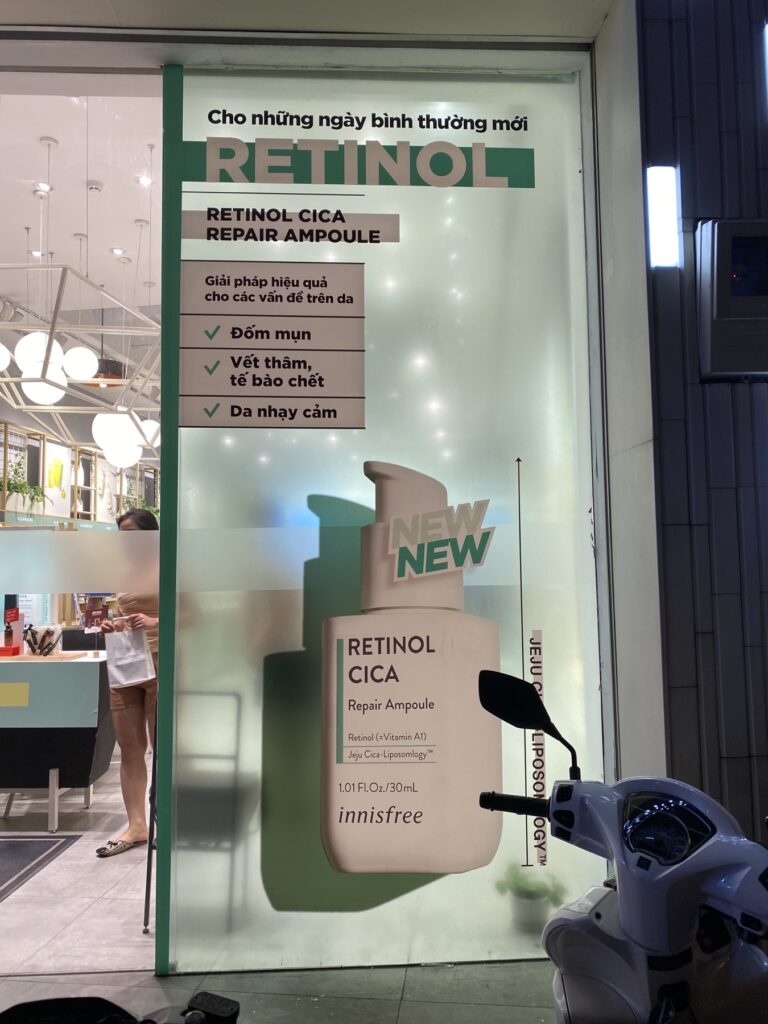 Cho những ngày bình thường mới
RETINOL
RETINOL CICA
REPAIR AMPOULE
Giải pháp hiệu quả
cho các vấn đề trên da
Đốm mụn
Vết thâm,
tế bào chết
Da nhạy cảm
NEW
NEW
RETINOL
CICA
Repair Ampoule
Retinol (=Vitamin A1)
Jeju Cica-Liposomlogy™
1.01 Fl.Oz./30mL
innisfree
JEJU